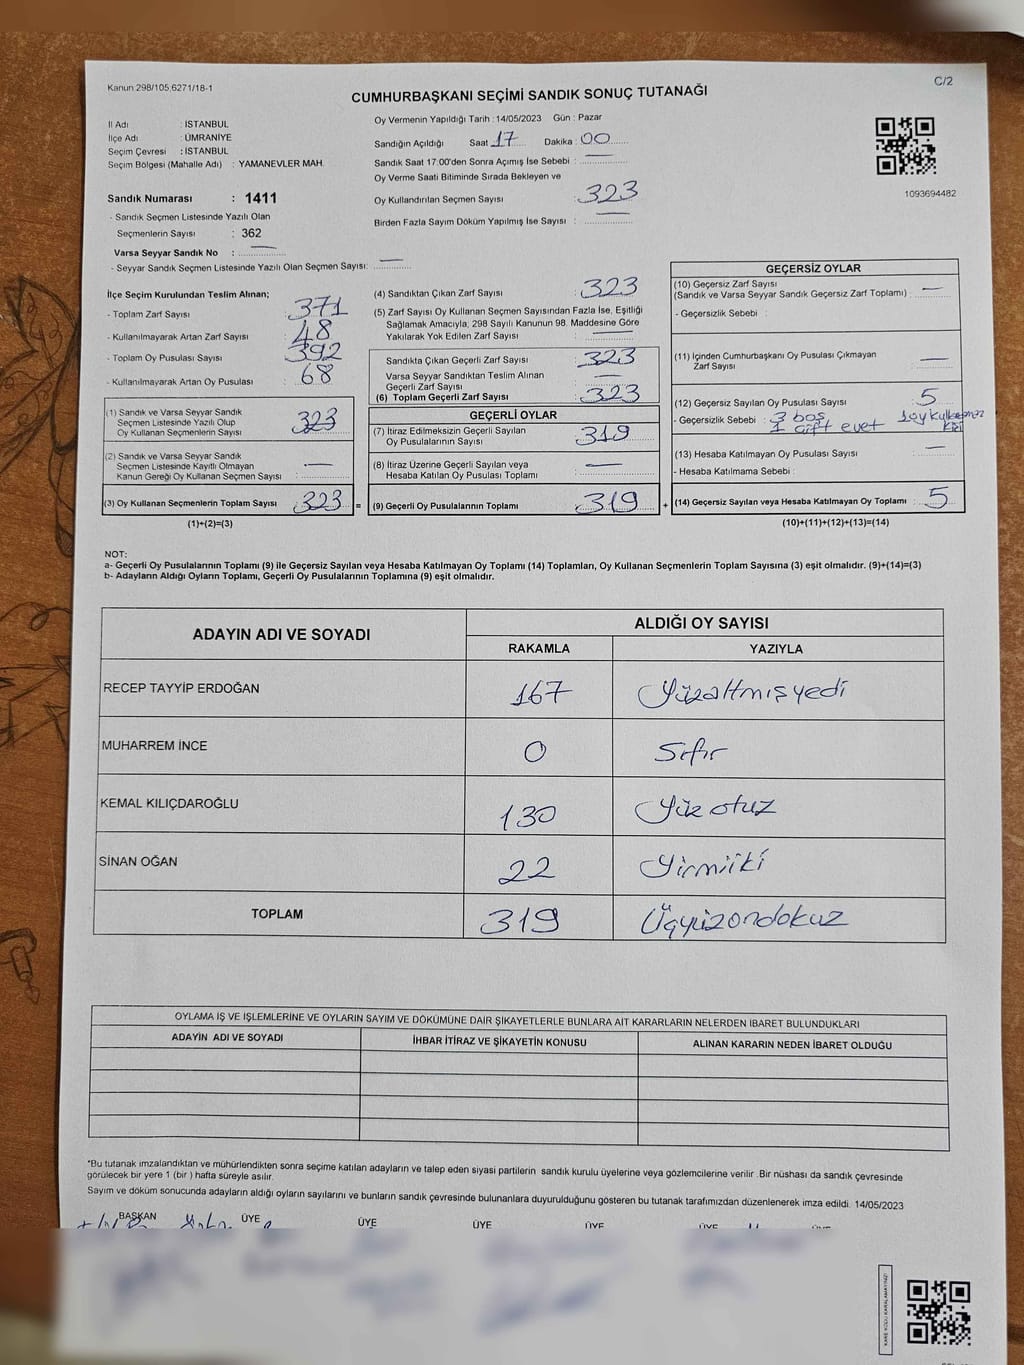 Kanun 298/105,6271/18-1
C/2
CUMHURBAŞKANI SEÇİMİ SANDIK SONUÇ TUTANAĞI
İl Adı : İSTANBUL
İlçe Adı : ÜMRANİYE
Seçim Çevresi : İSTANBUL
Seçim Bölgesi (Mahalle Adı) : YAMANEVLER MAH.
Sandık Numarası : 1411
- Sandık Seçmen Listesinde Yazılı Olan
Seçmenlerin Sayısı : 362
Varsa Seyyar Sandık No :
- Seyyar Sandık Seçmen Listesinde Yazılı Olan Seçmen Sayısı:
Oy Vermenin Yapıldığı Tarih : 14/05/2023 Gün : Pazar
Sandığın Açıldığı Saat 17 Dakika : 00
Sandık Saat 17:00'den Sonra Açımış İse Sebebi :
Oy Verme Saati Bitiminde Sırada Bekleyen ve
Oy Kullandırılan Seçmen Sayısı : 323
Birden Fazla Sayım Döküm Yapılmış İse Sayısı :
1093694482
İlçe Seçim Kurulundan Teslim Alınan;
- Toplam Zarf Sayısı : 371
- Kullanılmayarak Artan Zarf Sayısı : 48
- Toplam Oy Pusulası Sayısı : 392
- Kullanılmayarak Artan Oy Pusulası : 68
(1) Sandık ve Varsa Seyyar Sandık
Seçmen Listesinde Yazılı Olup
Oy Kullanan Seçmenlerin Sayısı : 323
(2) Sandık ve Varsa Seyyar Sandık
Seçmen Listesinde Kayıtlı Olmayan
Kanun Gereği Oy Kullanan Seçmen Sayısı :
(3) Oy Kullanan Seçmenlerin Toplam Sayısı : 323 =
(1)+(2)=(3)
(4) Sandıktan Çıkan Zarf Sayısı : 323
(5) Zarf Sayısı Oy Kullanan Seçmen Sayısından Fazla İse, Eşitliği
Sağlamak Amacıyla, 298 Sayılı Kanunun 98. Maddesine Göre
Yakılarak Yok Edilen Zarf Sayısı :
Sandıkta Çıkan Geçerli Zarf Sayısı : 323
Varsa Seyyar Sandıktan Teslim Alınan
Geçerli Zarf Sayısı :
(6) Toplam Geçerli Zarf Sayısı : 323
GEÇERLİ OYLAR
(7) İtiraz Edilmeksizin Geçerli Sayılan
Oy Pusulalarının Sayısı : 319
(8) İtiraz Üzerine Geçerli Sayılan veya
Hesaba Katılan Oy Pusulası Toplamı :
(9) Geçerli Oy Pusulalarının Toplamı : 319 +
GEÇERSİZ OYLAR
(10) Geçersiz Zarf Sayısı
(Sandık ve Varsa Seyyar Sandık Geçersiz Zarf Toplamı) :
- Geçersizlik Sebebi :
(11) İçinden Cumhurbaşkanı Oy Pusulası Çıkmayan
Zarf Sayısı :
(12) Geçersiz Sayılan Oy Pusulası Sayısı : 5
- Geçersizlik Sebebi : 3 boş
1 çift evet
(13) Hesaba Katılmayan Oy Pusulası Sayısı :
- Hesaba Katılmama Sebebi :
(14) Geçersiz Sayılan veya Hesaba Katılmayan Oy Toplamı : 5
(10)+(11)+(12)+(13)=(14)
NOT:
a- Geçerli Oy Pusulalarının Toplamı (9) ile Geçersiz Sayılan veya Hesaba Katılmayan Oy Toplamı (14) Toplamları, Oy Kullanan Seçmenlerin Toplam Sayısına (3) eşit olmalıdır. (9)+(14)=(3)
b- Adayların Aldığı Oyların Toplamı, Geçerli Oy Pusulalarının Toplamına (9) eşit olmalıdır.
ADAYIN ADI VE SOYADI
ALDIĞI OY SAYISI
RAKAMLA YAZIYLA
RECEP TAYYİP ERDOĞAN 167 Yüzaltmışyedi
MUHARREM İNCE 0 Sıfır
KEMAL KILIÇDAROĞLU 130 Yüz otuz
SİNAN OĞAN 22 Yirmiiki
TOPLAM 319 Üçyüzondokuz
OYLAMA İŞ VE İŞLEMLERİNE VE OYLARIN SAYIM VE DÖKÜMÜNE DAİR ŞİKAYETLERLE BUNLARA AİT KARARLARIN NELERDEN İBARET BULUNDUKLARI
ADAYIN ADI VE SOYADI İHBAR İTİRAZ VE ŞİKAYETİN KONUSU ALINAN KARARIN NEDEN İBARET OLDUĞU
*Bu tutanak imzalandıktan ve mühürlendikten sonra seçime katılan adayların ve talep eden siyasi partilerin sandık kurulu üyelerine veya gözlemcilerine verilir .Bir nüshası da sandık çevresinde
görülecek bir yere 1 (bir ) hafta süreyle asılır.
Sayım ve döküm sonucunda adayların aldığı oyların sayılarını ve bunların sandık çevresinde bulunanlara duyurulduğunu gösteren bu tutanak tarafımızdan düzenlenerek imza edildi. 14/05/2023
BAŞKAN ÜYE ÜYE ÜYE ÜYE ÜYE